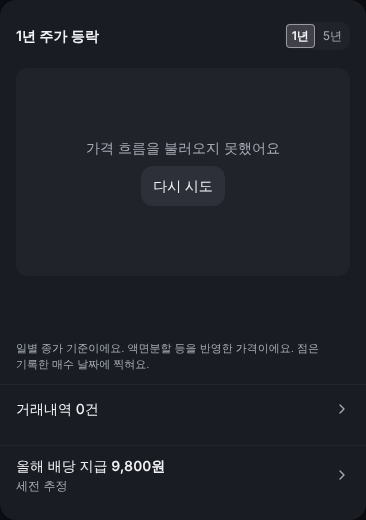 1년 주가 등락
1년 5년
가격 흐름을 불러오지 못했어요
다시 시도
일별 종가 기준이에요. 액면분할 등을 반영한 가격이에요. 점은
기록한 매수 날짜에 찍혀요.
거래내역 0건
올해 배당 지급 9,800원
세전 추정